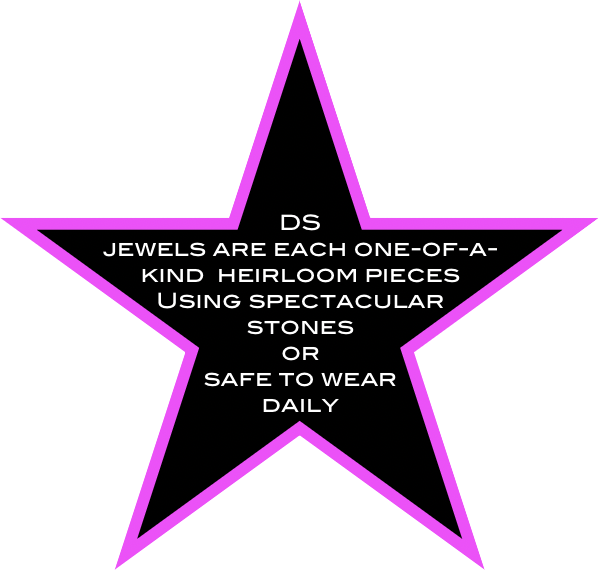 DS
jewels are each one-of-a-
kind heirloom pieces
Using spectacular
stones
or
safe to wear
daily